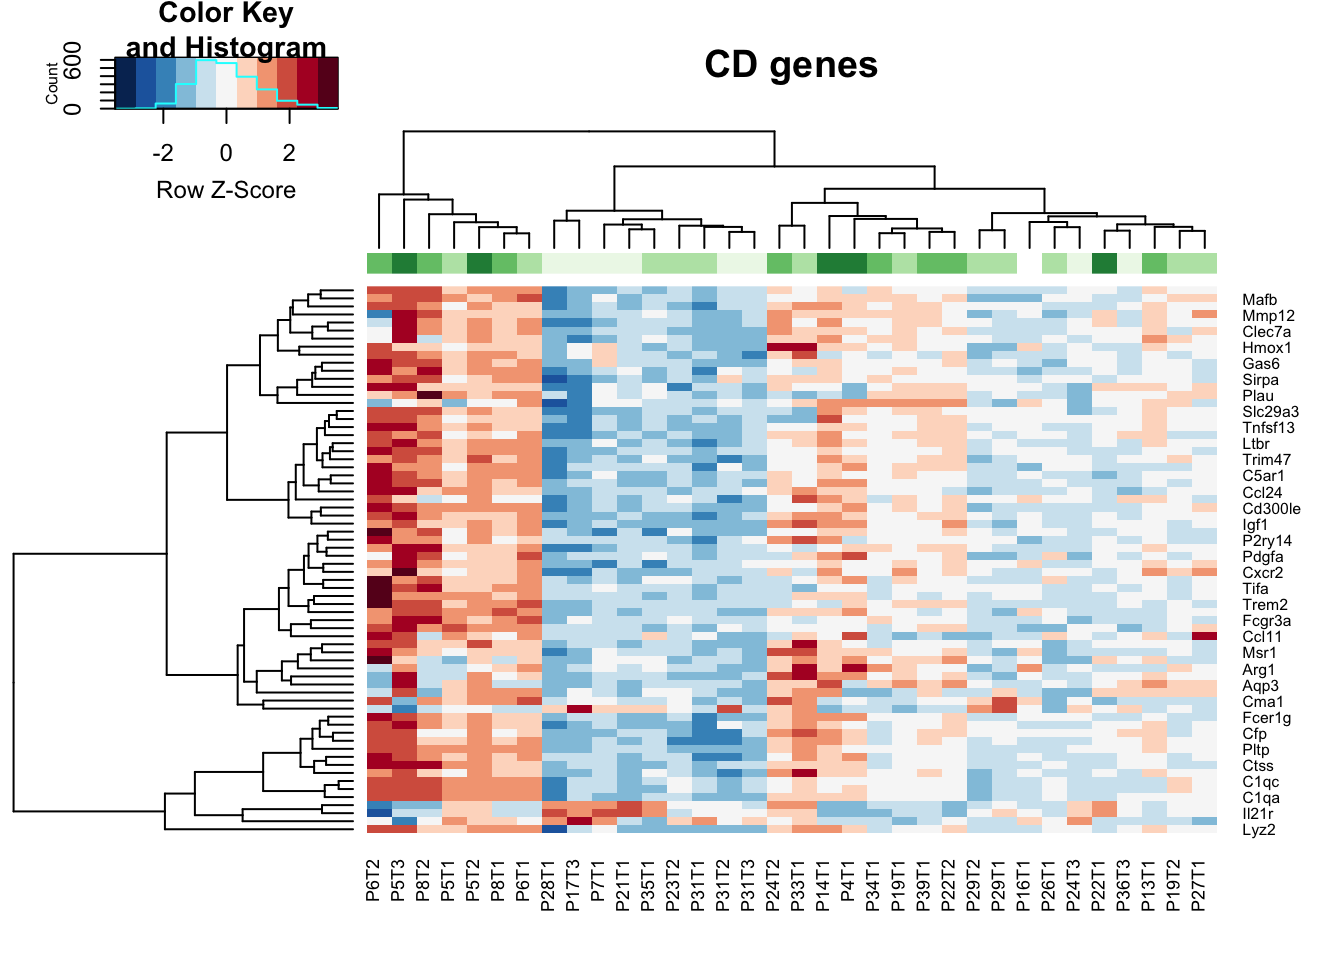 Color Key
and Histogram
Count
0 600
-2 0 2
Row Z-Score
CD genes
Mafb
Mmp12
Clec7a
Hmox1
Gas6
Sirpa
Plau
Slc29a3
Tnfsf13
Ltbr
Trim47
C5ar1
Ccl24
Cd300le
Igf1
P2ry14
Pdgfa
Cxcr2
Tifa
Trem2
Fcgr3a
Ccl11
Msr1
Arg1
Aqp3
Cma1
Fcer1g
Cfp
Pltp
Ctss
C1qc
C1qa
Il21r
Lyz2
P6T2
P5T3
P8T2
P5T1
P5T2
P8T1
P6T1
P28T1
P17T3
P7T1
P21T1
P35T1
P23T2
P31T1
P31T2
P31T3
P24T2
P33T1
P14T1
P4T1
P34T1
P19T1
P39T1
P22T2
P29T2
P29T1
P16T1
P26T1
P24T3
P22T1
P36T3
P13T1
P19T2
P27T1